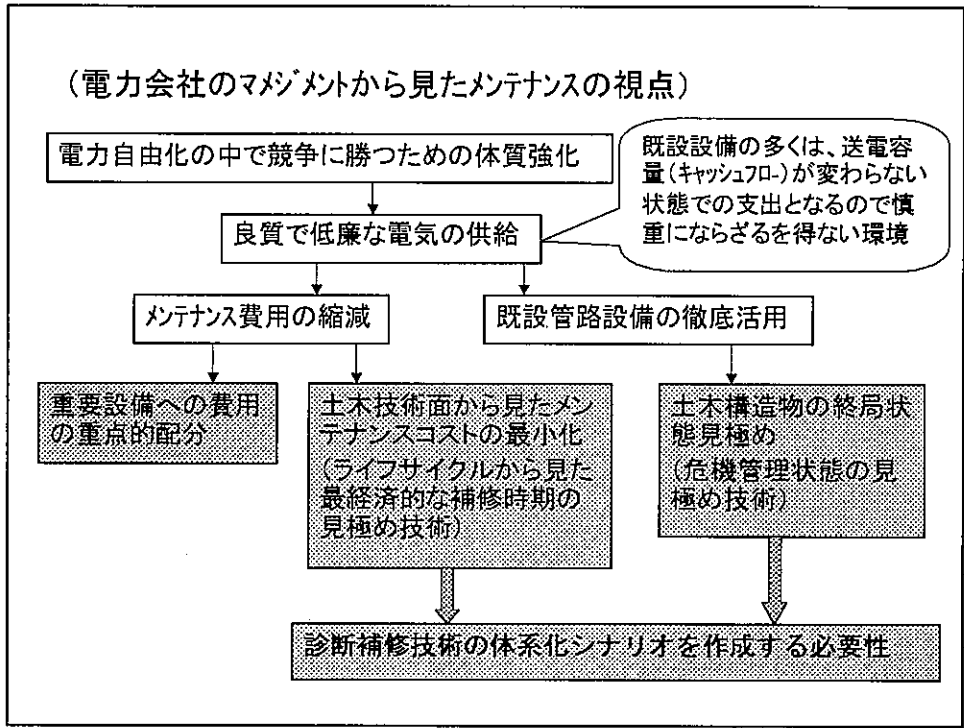 (電力会社のマメジメントから見たメンテナンスの視点)
電力自由化の中で競争に勝つための体質強化
既設設備の多くは、送電容
量(キャッシュフロー)が変わらない
状態での支出となるので慎
重にならざるを得ない環境
良質で低廉な電気の供給
メンテナンス費用の縮減
既設管路設備の徹底活用
重要設備への費用
の重点的配分
土木技術面から見たメン
テナンスコストの最小化
(ライフサイクルから見た
最経済的な補修時期の
見極め技術)
土木構造物の終局状
態見極め
(危機管理状態の見
極め技術)
診断補修技術の体系化シナリオを作成する必要性